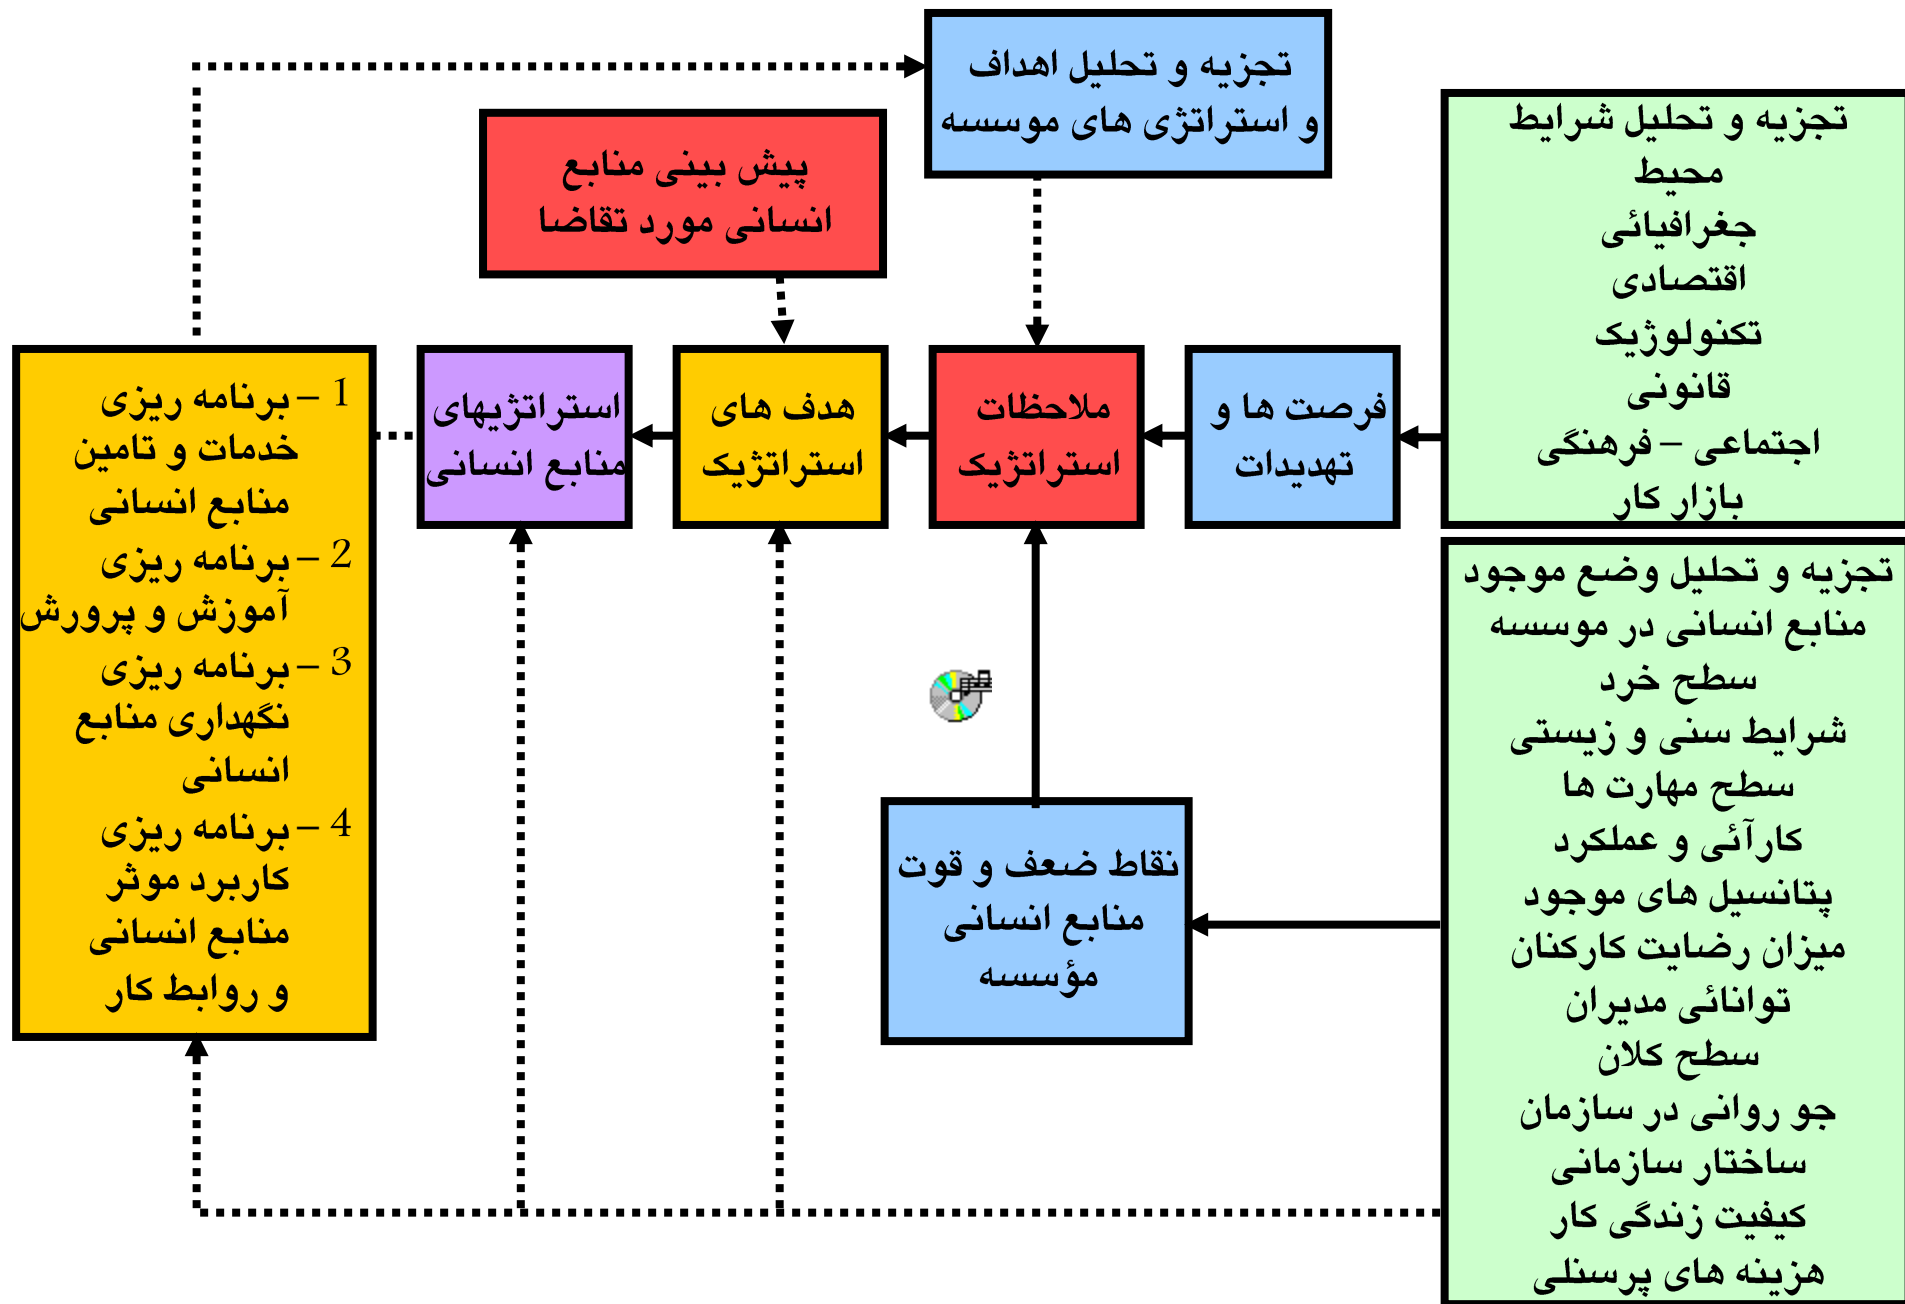 تجزیه و تحلیل اهداف
و استراتژی های موسسه
پیش بینی منابع
انسانی مورد تقاضا
تجزیه و تحلیل شرایط
محیط
جغرافیائی
اقتصادی
تکنولوژیک
قانونی
اجتماعی – فرهنگی
بازار کار
فرصت ها و
تهدیدات
ملاحظات
استراتژیک
هدف های
استراتژیک
استراتژیهای
منابع انسانی
1 – برنامه ریزی
خدمات و تامین
منابع انسانی
2 – برنامه ریزی
آموزش و پرورش
3 – برنامه ریزی
نگهداری منابع
انسانی
4 – برنامه ریزی
کاربرد موثر
منابع انسانی
و روابط کار
تجزیه و تحلیل وضع موجود
منابع انسانی در موسسه
سطح خرد
شرایط سنی و زیستی
سطح مهارت ها
کارآئی و عملکرد
پتانسیل های موجود
میزان رضایت کارکنان
توانائی مدیران
سطح کلان
جو روانی در سازمان
ساختار سازمانی
کیفیت زندگی کار
هزینه های پرسنلی
نقاط ضعف و قوت
منابع انسانی
مؤسسه